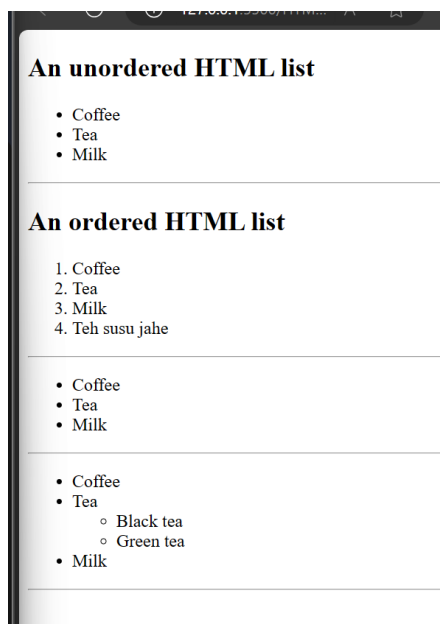 An unordered HTML list
• Coffee
• Tea
• Milk
An ordered HTML list
1. Coffee
2. Tea
3. Milk
4. Teh susu jahe
• Coffee
• Tea
• Milk
• Coffee
• Tea
◦ Black tea
◦ Green tea
• Milk